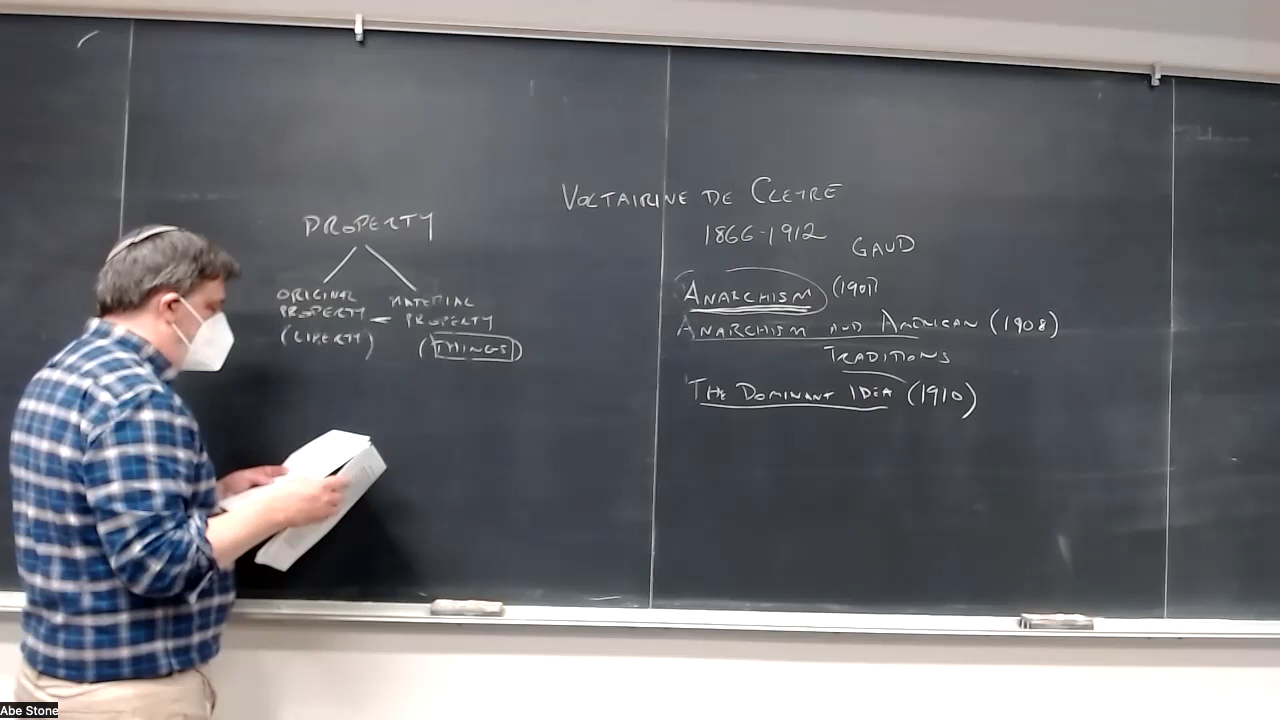 PROPERTY
ORIGINAL PROPERTY (LIBERTY)
MATERIAL PROPERTY (THINGS)
VOLTAIRINE DE CLEYRE
1866-1912
GAUD
ANARCHISM (1901)
ANARCHISM AND AMERICAN (1908)
TRADITIONS
THE DOMINANT IDEA (1910)
Abe Stone